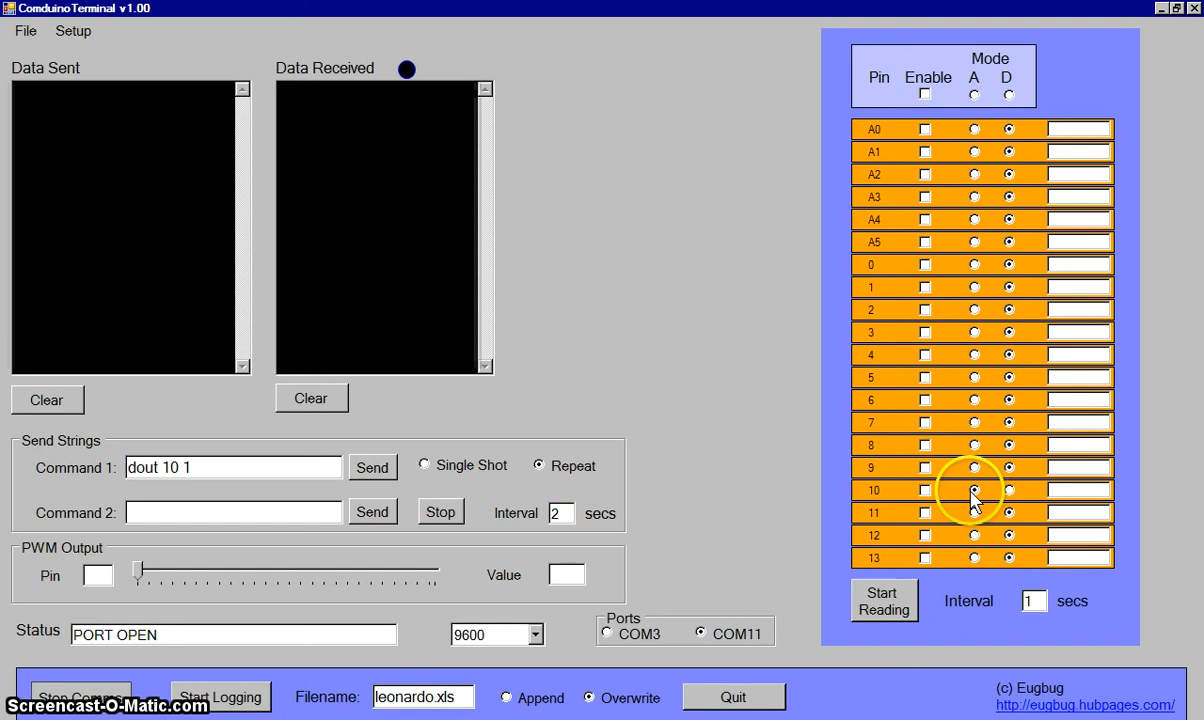 ComduinoTerminal v1.00
File Setup
Data Sent
Data Received
Clear
Clear
Send Strings
Command 1: dout 10 1 Send Single Shot Repeat
Command 2: Send Stop Interval 2 secs
PWM Output
Pin Value
Status PORT OPEN 9600
Ports
COM3 COM11
Mode
Pin Enable A D
A0
A1
A2
A3
A4
A5
0
1
2
3
4
5
6
7
8
9
10
11
12
13
Start Reading Interval 1 secs
Stop Comms Start Logging Filename: leonardo.xls Append Overwrite Quit
(c) Eugbug
http://eugbug.hubpages.com/
Screencast-O-Matic.com